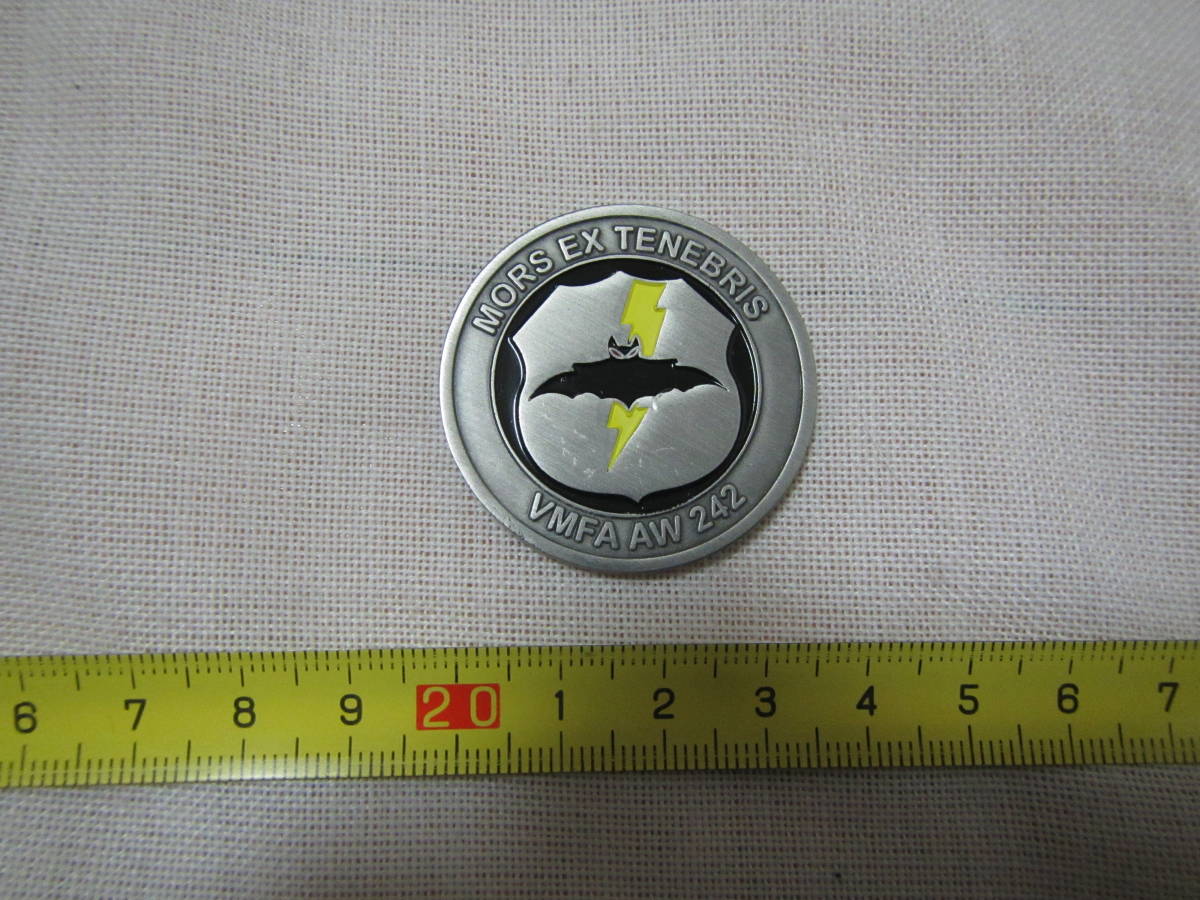 MORS EX TENEBRIS
VMFA AW 242
6 7 8 9 20 1 2 3 4 5 6 7